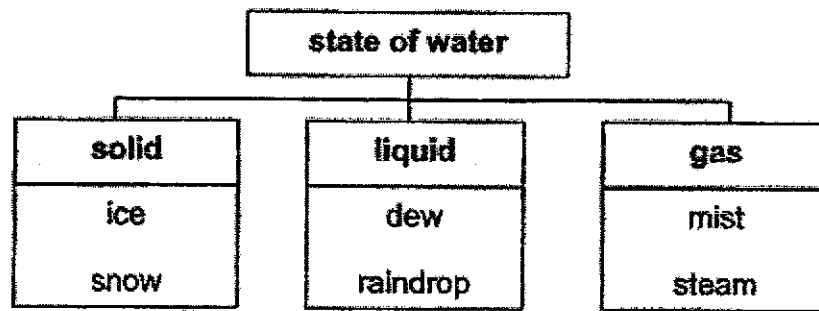 state of water
solid
liquid
gas
ice
dew
mist
snow
raindrop
steam